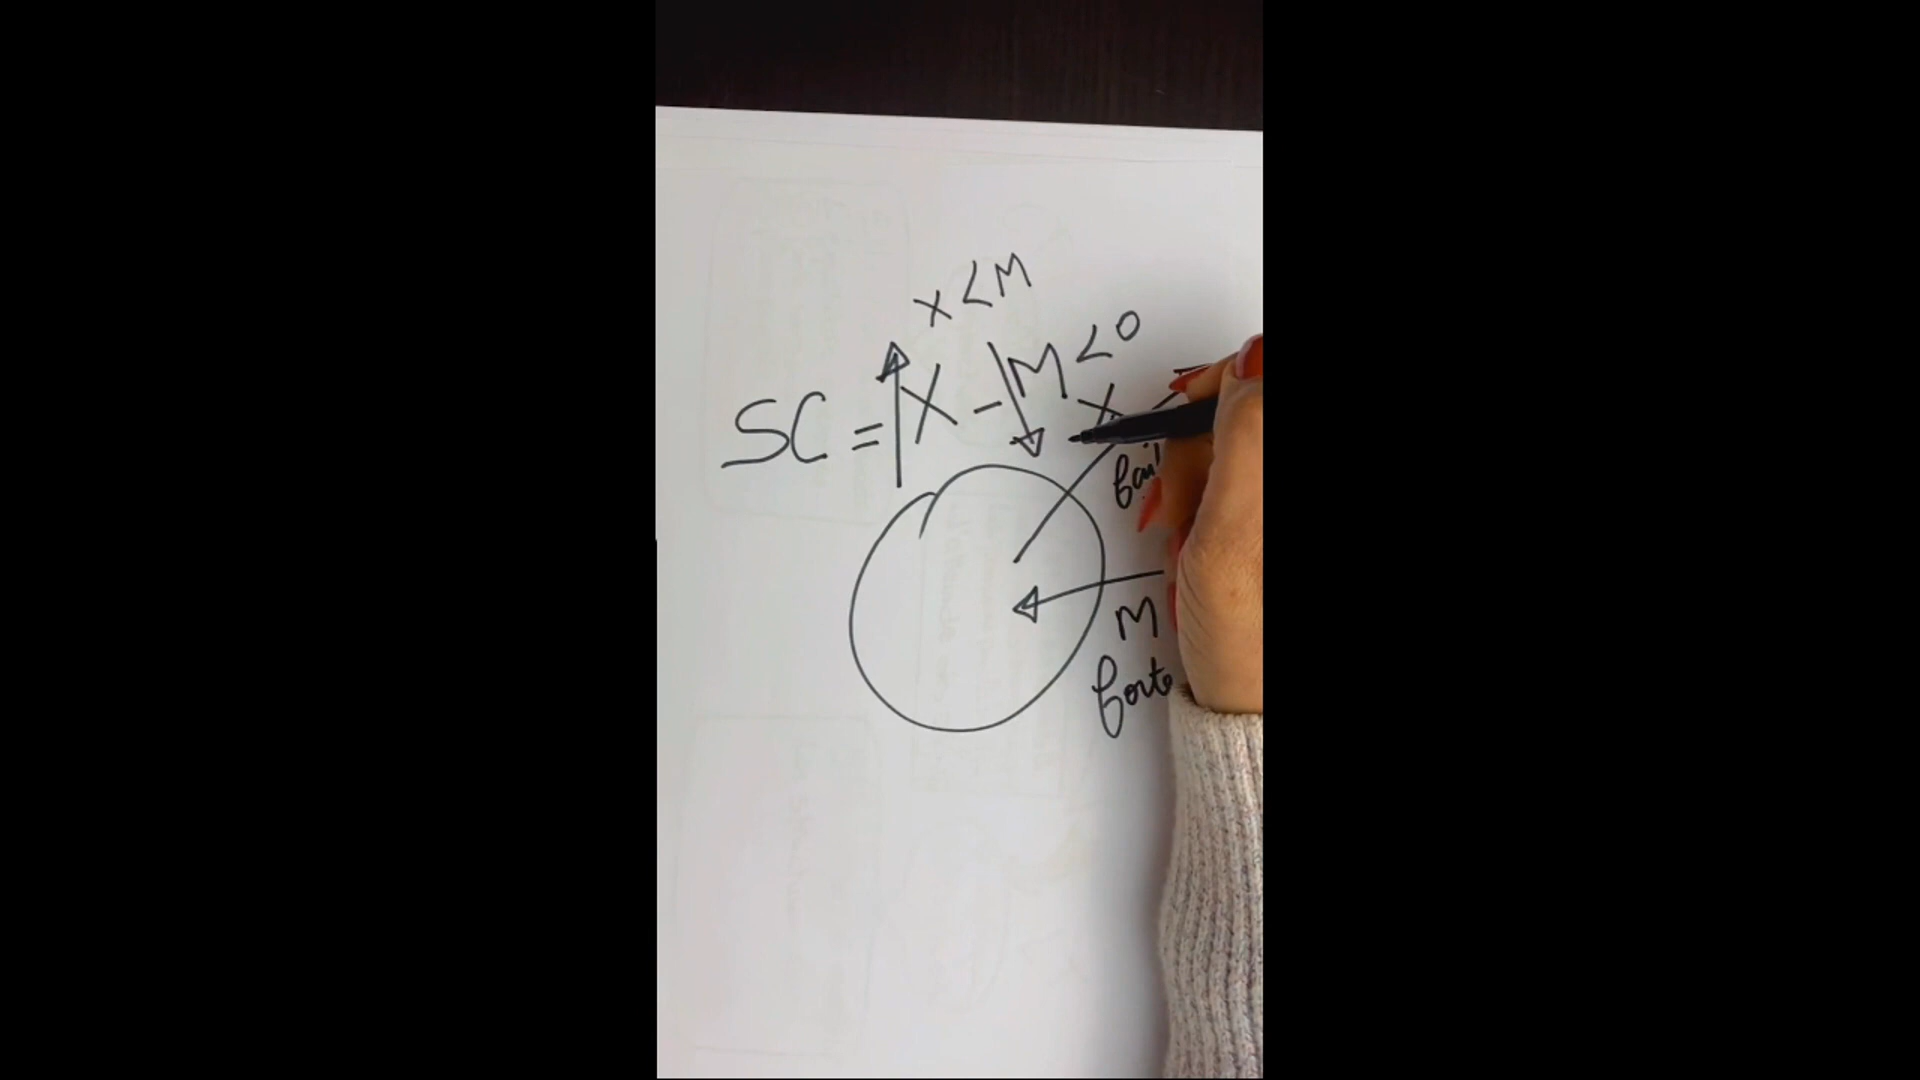 X < M
SC = X - M < 0
X
M
forte